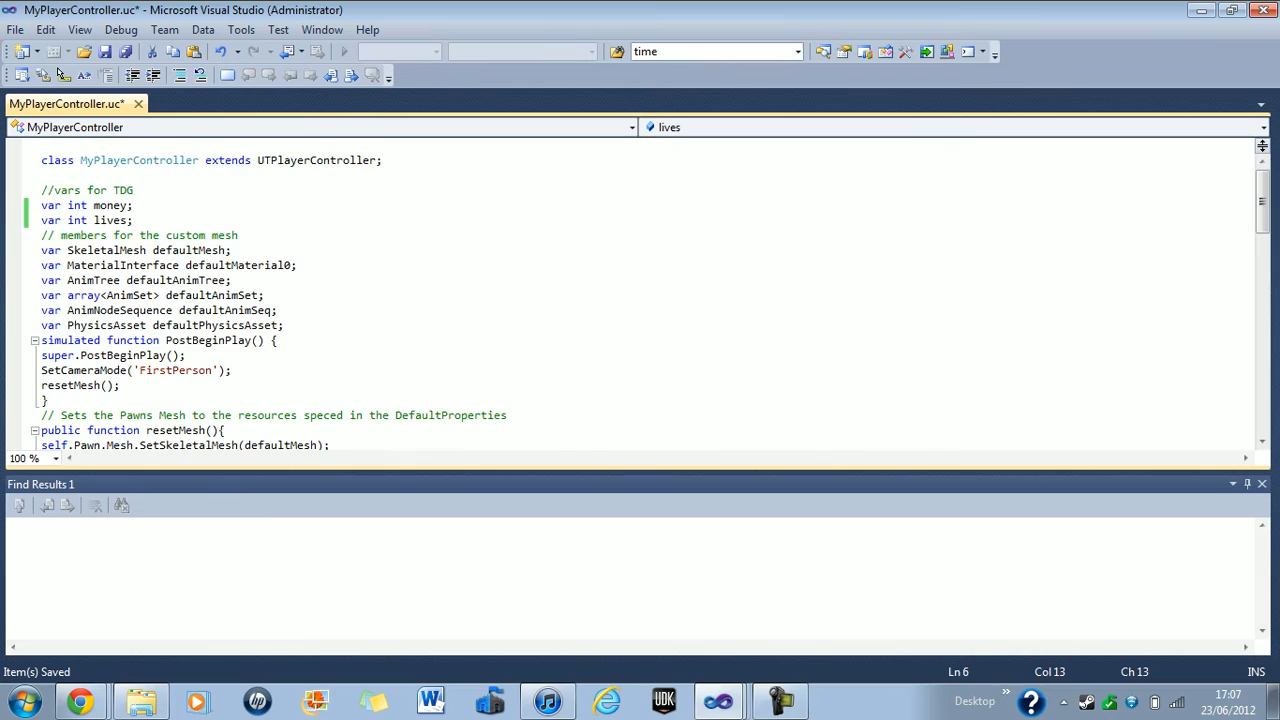 MyPlayerController.uc* - Microsoft Visual Studio (Administrator)
File Edit View Debug Team Data Tools Test Window Help
time
MyPlayerController.uc*
MyPlayerController lives
class MyPlayerController extends UTPlayerController;
//vars for TDG
var int money;
var int lives;
// members for the custom mesh
var SkeletalMesh defaultMesh;
var MaterialInterface defaultMaterial0;
var AnimTree defaultAnimTree;
var array<AnimSet> defaultAnimSet;
var AnimNodeSequence defaultAnimSeq;
var PhysicsAsset defaultPhysicsAsset;
simulated function PostBeginPlay() {
super.PostBeginPlay();
SetCameraMode('FirstPerson');
resetMesh();
}
// Sets the Pawns Mesh to the resources speced in the DefaultProperties
public function resetMesh(){
self.Pawn.Mesh.SetSkeletalMesh(defaultMesh);
100 %
Find Results 1
Item(s) Saved Ln 6 Col 13 Ch 13 INS
Desktop 17:07
23/06/2012
UDK